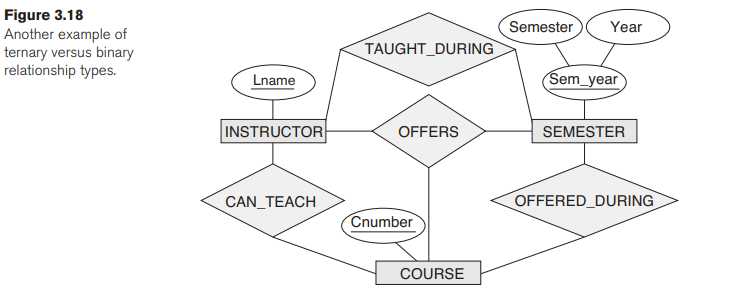 Figure 3.18
Another example of
ternary versus binary
relationship types.
Semester
Year
TAUGHT_DURING
Lname
Sem_year
INSTRUCTOR
OFFERS
SEMESTER
CAN_TEACH
OFFERED_DURING
Cnumber
COURSE